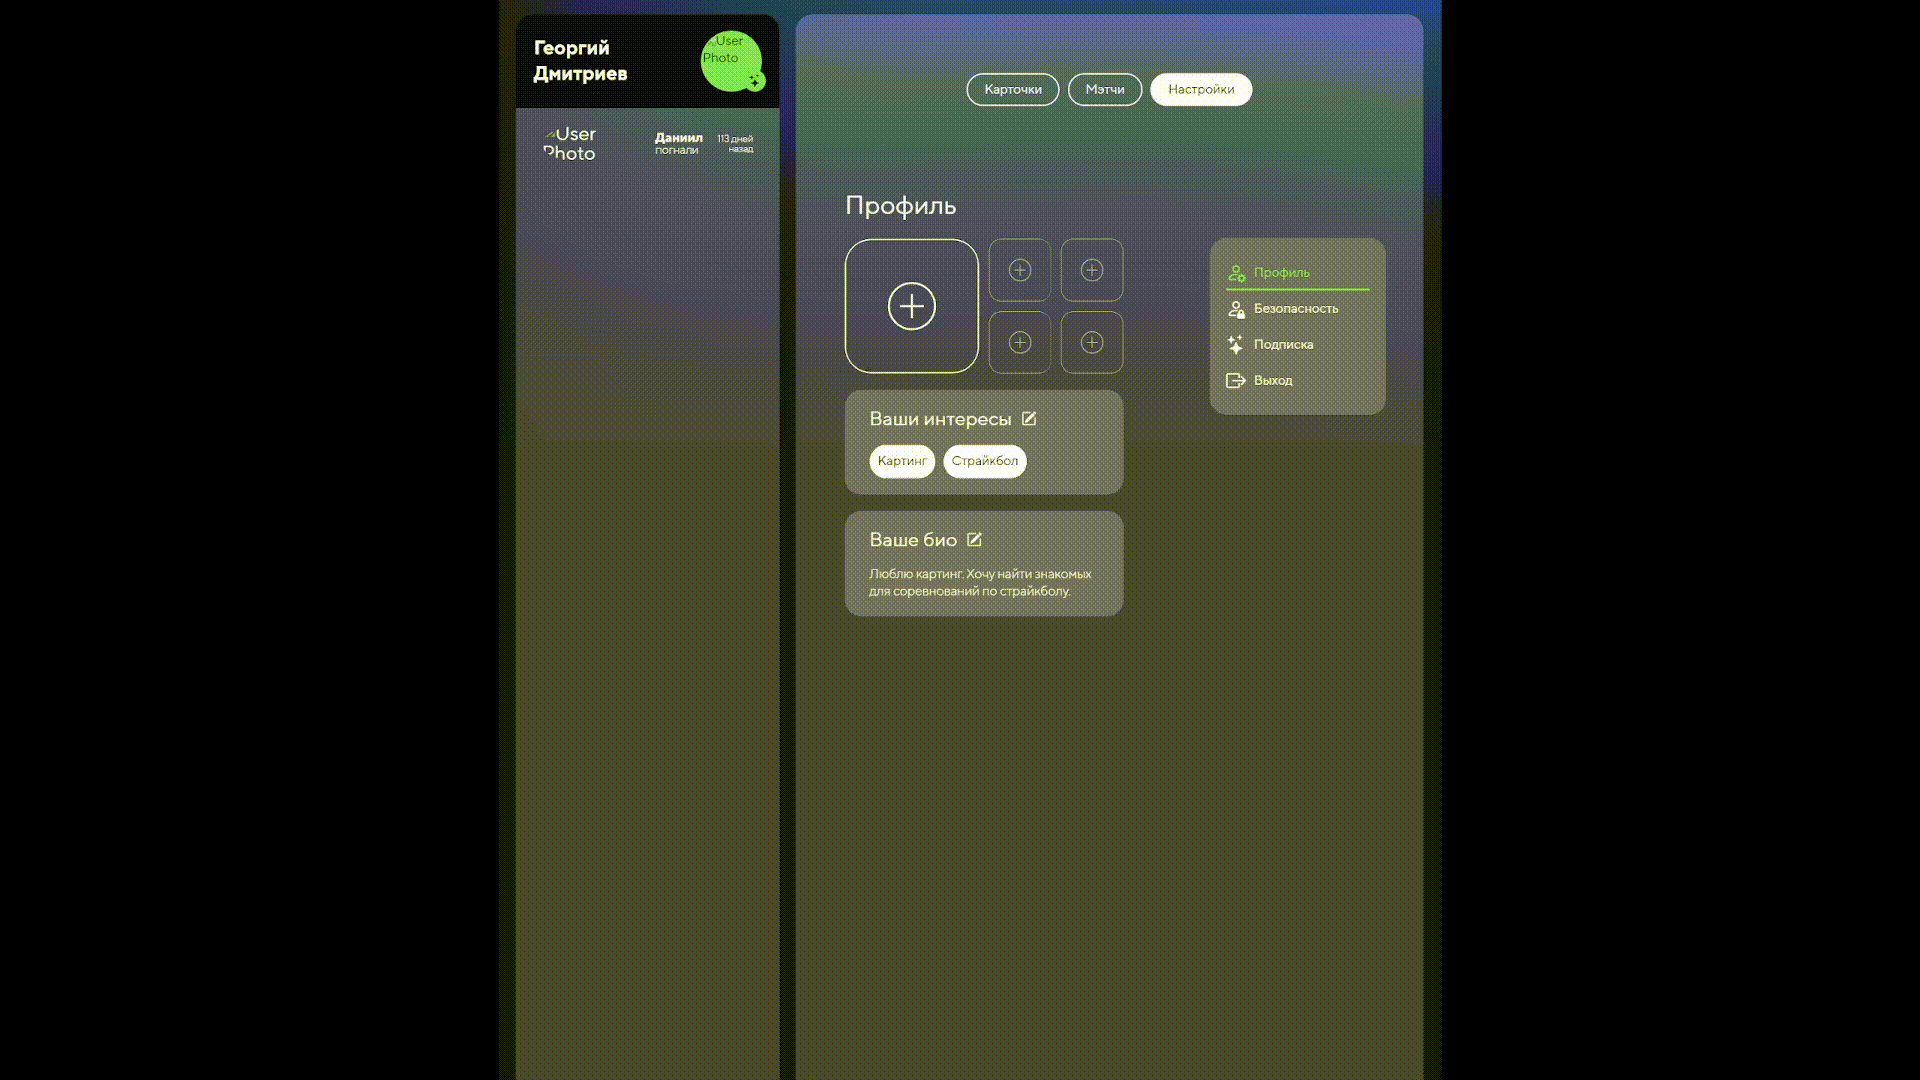 Георгий
Дмитриев
User
Photo
User
Photo
Даниил
погнали
113 дней
назад
Карточки
Мэтчи
Настройки
Профиль
Профиль
Безопасность
Подписка
Выход
Ваши интересы
Картинг
Страйкбол
Ваше био
Люблю картинг. Хочу найти знакомых
для соревнований по страйкболу.